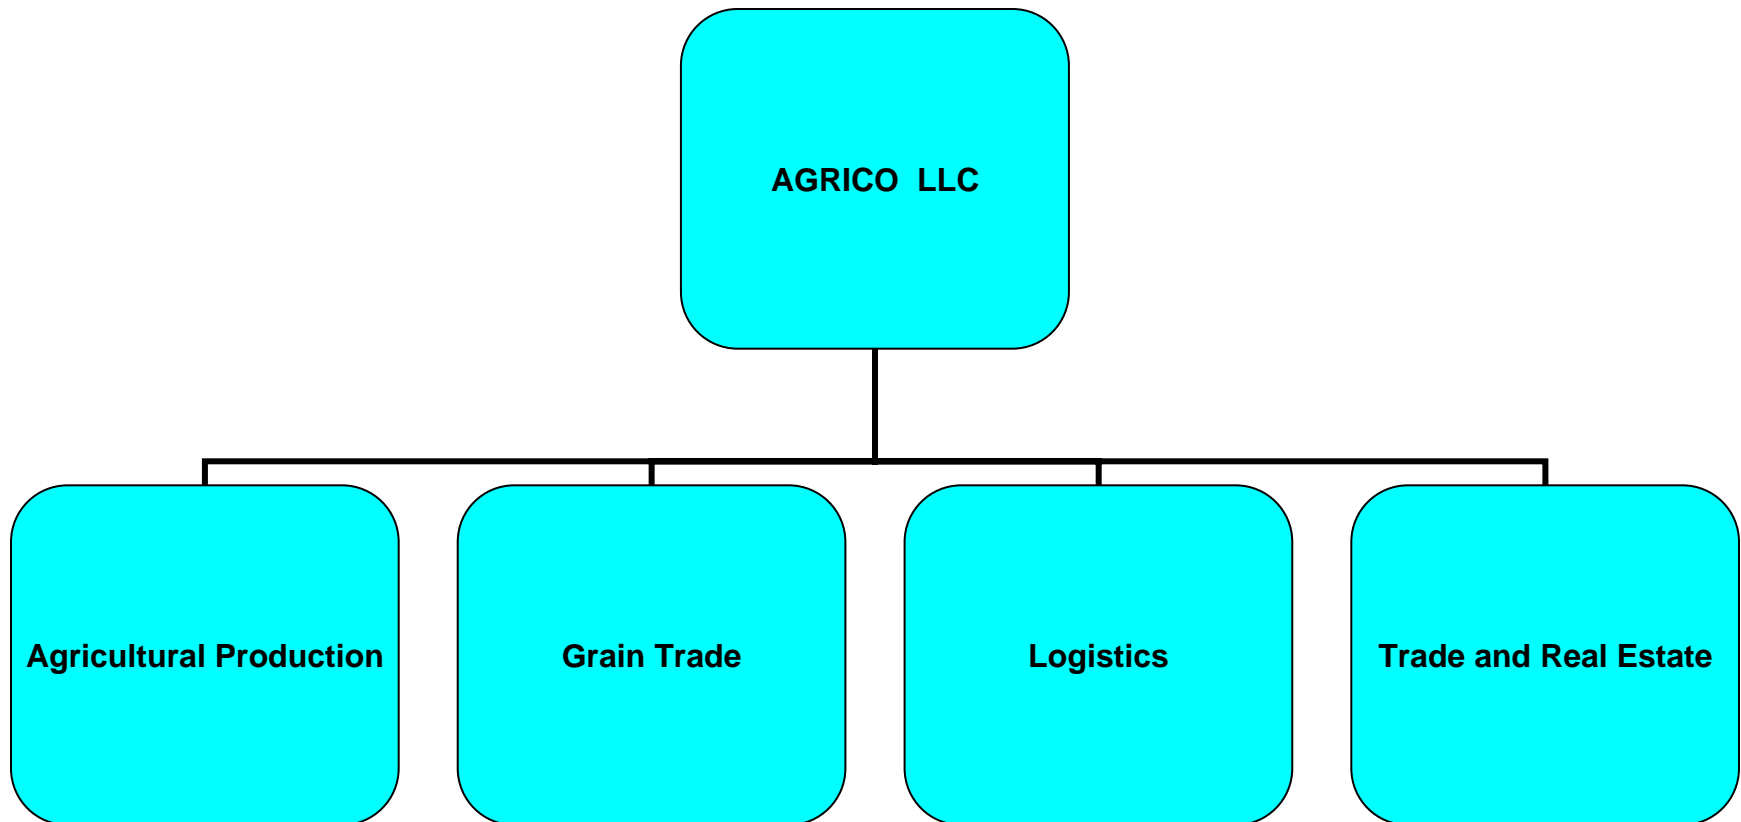 AGRICO  LLC
Agricultural Production
Grain Trade
Logistics
Trade and Real Estate